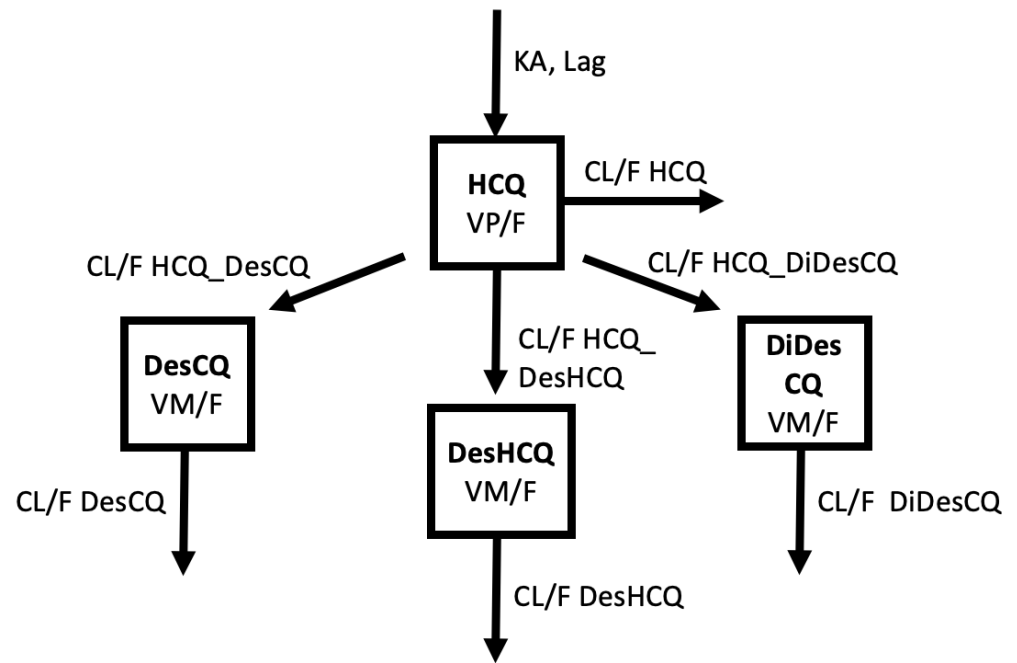 KA, Lag
HCQ
VP/F
CL/F HCQ
CL/F HCQ_DesCQ
CL/F HCQ_DiDesCQ
CL/F HCQ_
DesHCQ
DesCQ
VM/F
DiDes
CQ
VM/F
DesHCQ
VM/F
CL/F DesCQ
CL/F DiDesCQ
CL/F DesHCQ